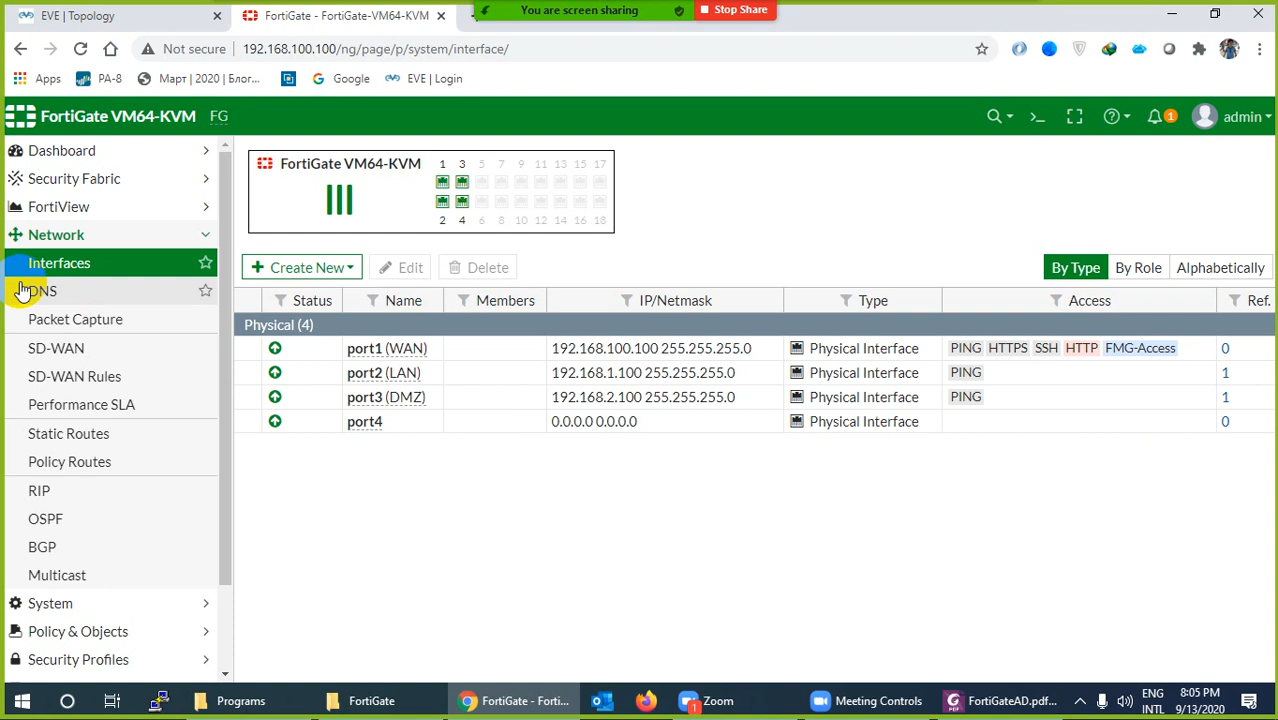 EVE | Topology
FortiGate - FortiGate-VM64-KVM
You are screen sharing
Stop Share
Not secure
192.168.100.100/ng/page/p/system/interface/
Apps
PA-8
Март | 2020 | Блог...
Google
EVE | Login
FortiGate VM64-KVM FG
1
admin
Dashboard
Security Fabric
FortiView
Network
Interfaces
DNS
Packet Capture
SD-WAN
SD-WAN Rules
Performance SLA
Static Routes
Policy Routes
RIP
OSPF
BGP
Multicast
System
Policy & Objects
Security Profiles
FortiGate VM64-KVM
1 3 5 7 9 11 13 15 17
2 4 6 8 10 12 14 16 18
Create New
Edit
Delete
By Type
By Role
Alphabetically
Status Name Members IP/Netmask Type Access Ref.
Physical (4)
port1 (WAN) 192.168.100.100 255.255.255.0 Physical Interface PING HTTPS SSH HTTP FMG-Access 0
port2 (LAN) 192.168.1.100 255.255.255.0 Physical Interface PING 1
port3 (DMZ) 192.168.2.100 255.255.255.0 Physical Interface PING 1
port4 0.0.0.0 0.0.0.0 Physical Interface 0
Programs
FortiGate
FortiGate - Forti...
1
Zoom
Meeting Controls
FortiGateAD.pdf...
ENG
INTL
8:05 PM
9/13/2020